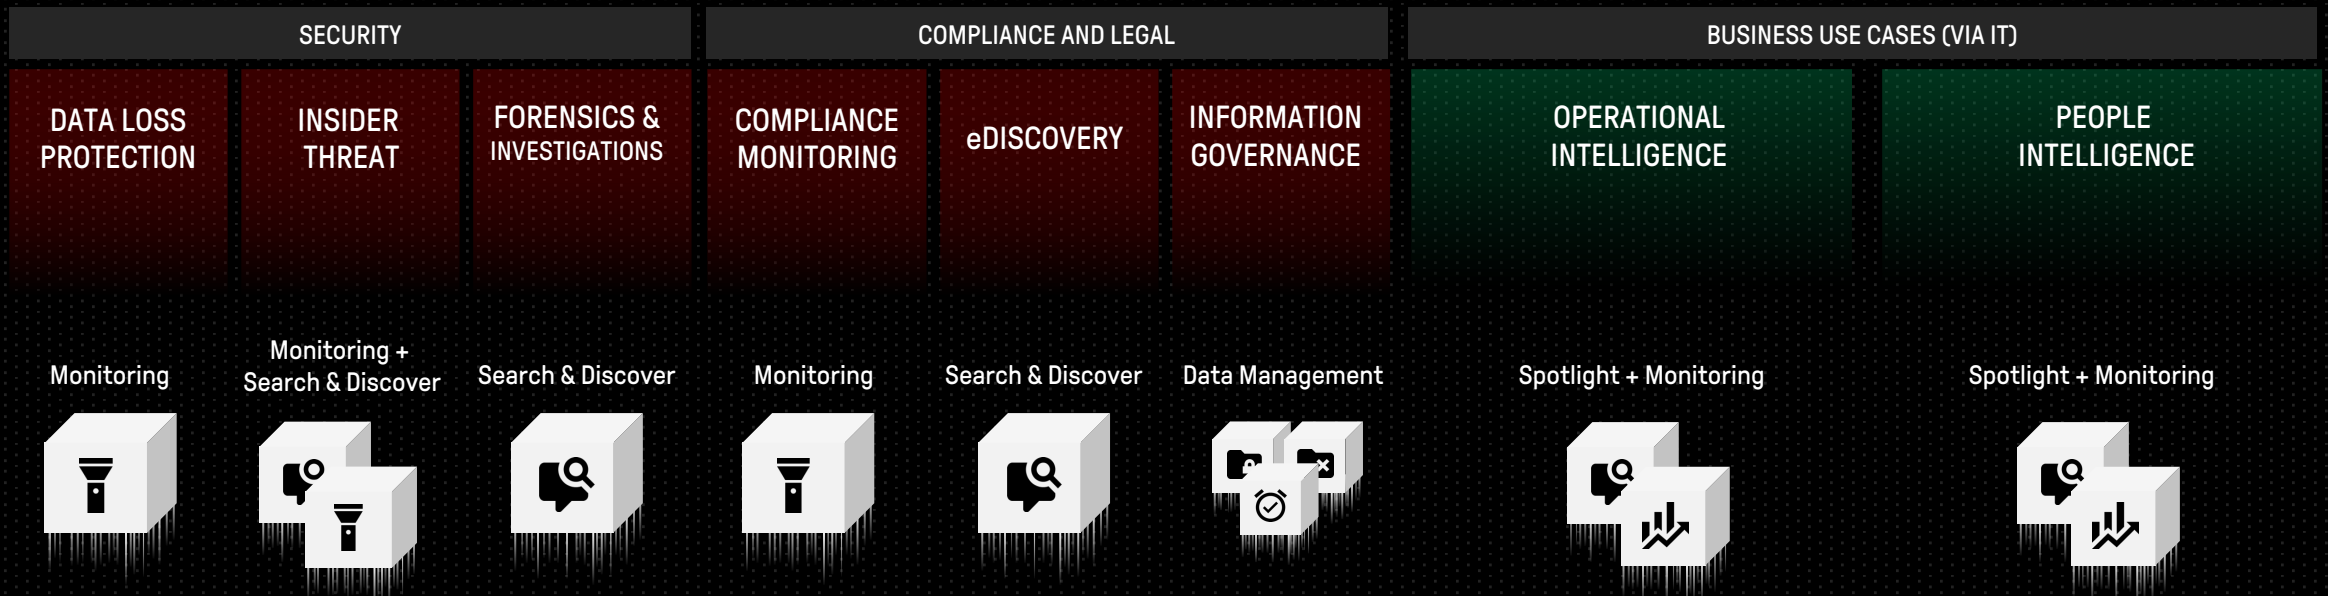 SECURITY
COMPLIANCE AND LEGAL
BUSINESS USE CASES (VIA IT)
DATA LOSS
PROTECTION
INSIDER
THREAT
FORENSICS &
INVESTIGATIONS
COMPLIANCE
MONITORING
eDISCOVERY
INFORMATION
GOVERNANCE
OPERATIONAL
INTELLIGENCE
PEOPLE
INTELLIGENCE
Monitoring
Monitoring +
Search & Discover
Search & Discover
Monitoring
Search & Discover
Data Management
Spotlight + Monitoring
Spotlight + Monitoring